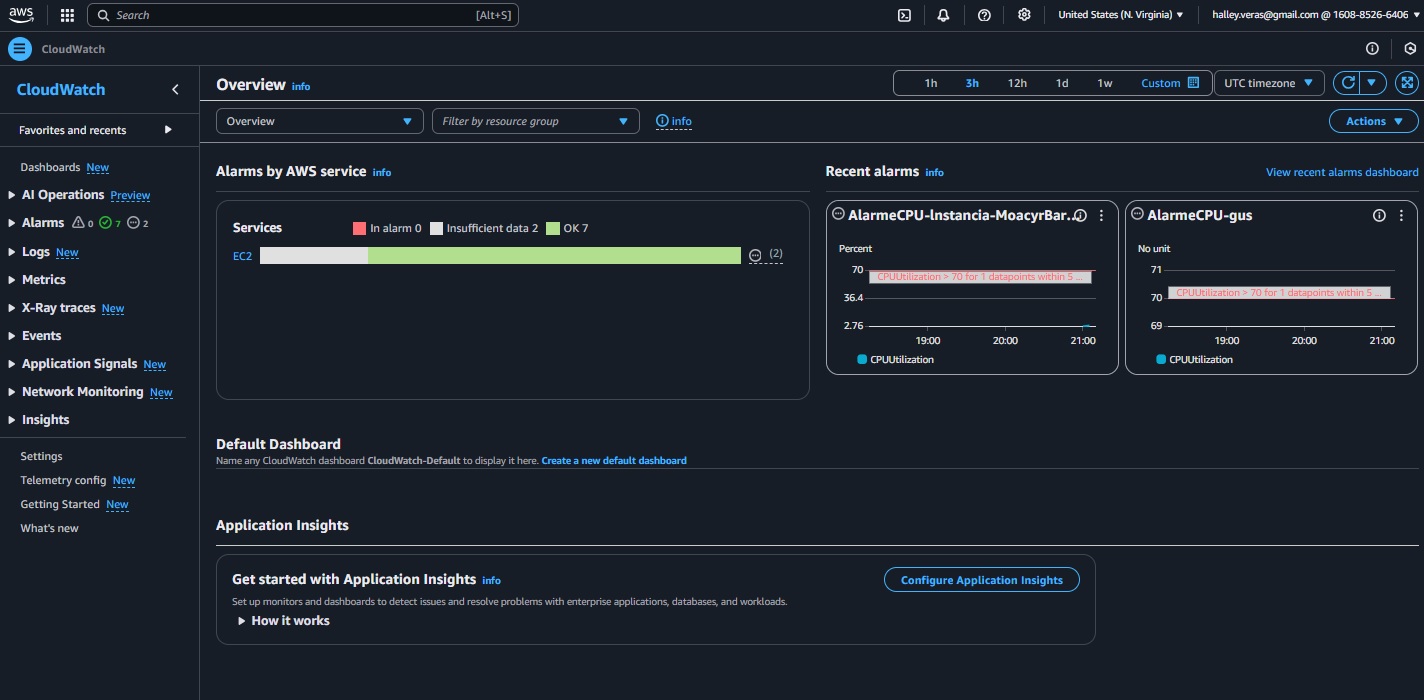 aws
Search [Alt+S]
United States (N. Virginia)
halley.veras@gmail.com @ 1608-8526-6406
CloudWatch
CloudWatch
Favorites and recents
Dashboards New
AI Operations Preview
Alarms 0 7 2
Logs New
Metrics
X-Ray traces New
Events
Application Signals New
Network Monitoring New
Insights
Settings
Telemetry config New
Getting Started New
What's new
Overview info
1h 3h 12h 1d 1w Custom UTC timezone
Overview
Filter by resource group
info
Actions
Alarms by AWS service info
Services
In alarm 0 Insufficient data 2 OK 7
EC2 (2)
Recent alarms info
View recent alarms dashboard
AlarmeCPU-Instancia-MoacyrBar...
Percent
70
CPUUtilization > 70 for 1 datapoints within 5 ...
36.4
2.76
19:00 20:00 21:00
CPUUtilization
AlarmeCPU-gus
No unit
71
70
CPUUtilization > 70 for 1 datapoints within 5 ...
69
19:00 20:00 21:00
CPUUtilization
Default Dashboard
Name any CloudWatch dashboard CloudWatch-Default to display it here. Create a new default dashboard
Application Insights
Get started with Application Insights info
Configure Application Insights
Set up monitors and dashboards to detect issues and resolve problems with enterprise applications, databases, and workloads.
How it works